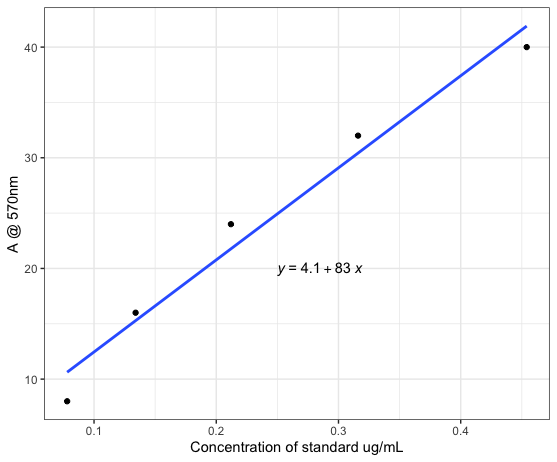 40
30
20
10
A @ 570nm
y = 4.1 + 83 x
0.1 0.2 0.3 0.4
Concentration of standard ug/mL